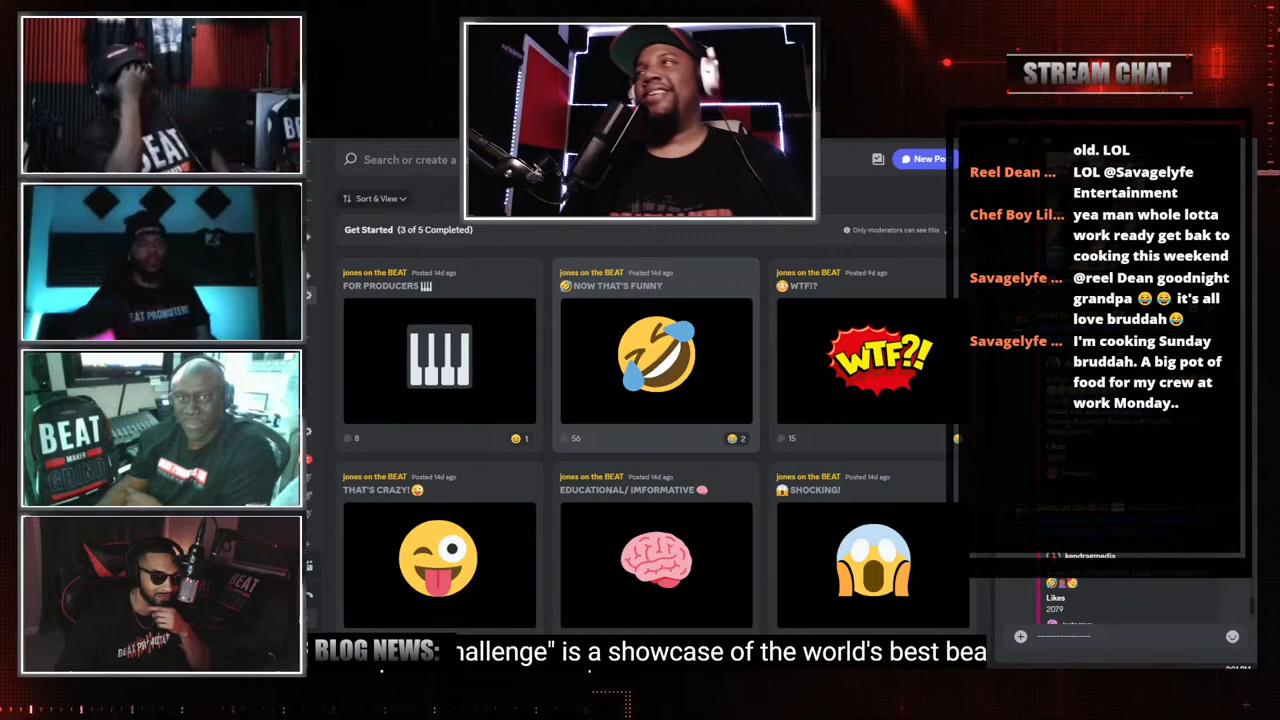 STREAM CHAT
old. LOL
Reel Dean ... LOL @Savagelyfe
Entertainment
Chef Boy Lil... yea man whole lotta
work ready get bak to
cooking this weekend
Savagelyfe ... @reel Dean goodnight
grandpa 😂 😂 it's all
love bruddah😂
Savagelyfe ... I'm cooking Sunday
bruddah. A big pot of
food for my crew at
work Monday..
Search or create a
New Po
Sort & View
Get Started (3 of 5 Completed)
Only moderators can see this
jones on the BEAT Posted 14d ago
FOR PRODUCERS 🎹
8
😆 1
jones on the BEAT Posted 14d ago
🤣 NOW THAT'S FUNNY
56
😂 2
jones on the BEAT Posted 9d ago
😳 WTF!?
WTF?!
15
jones on the BEAT Posted 14d ago
THAT'S CRAZY! 😜
jones on the BEAT Posted 14d ago
EDUCATIONAL/ IMFORMATIVE 🧠
jones on the BEAT Posted 14d ago
😱 SHOCKING!
BEAT
BEAT
MAKER
GRIND
BEAT
kendragmedia
Likes
2079
BLOG NEWS:
hallenge" is a showcase of the world's best bea